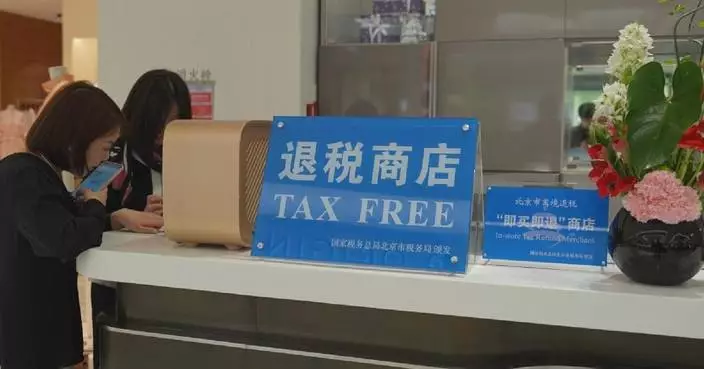 退税商店
TAX FREE
国家税务总局北京市税务局 颁发
北京市离境退税
“即买即退”商店
In-store Tax Refund Merchant